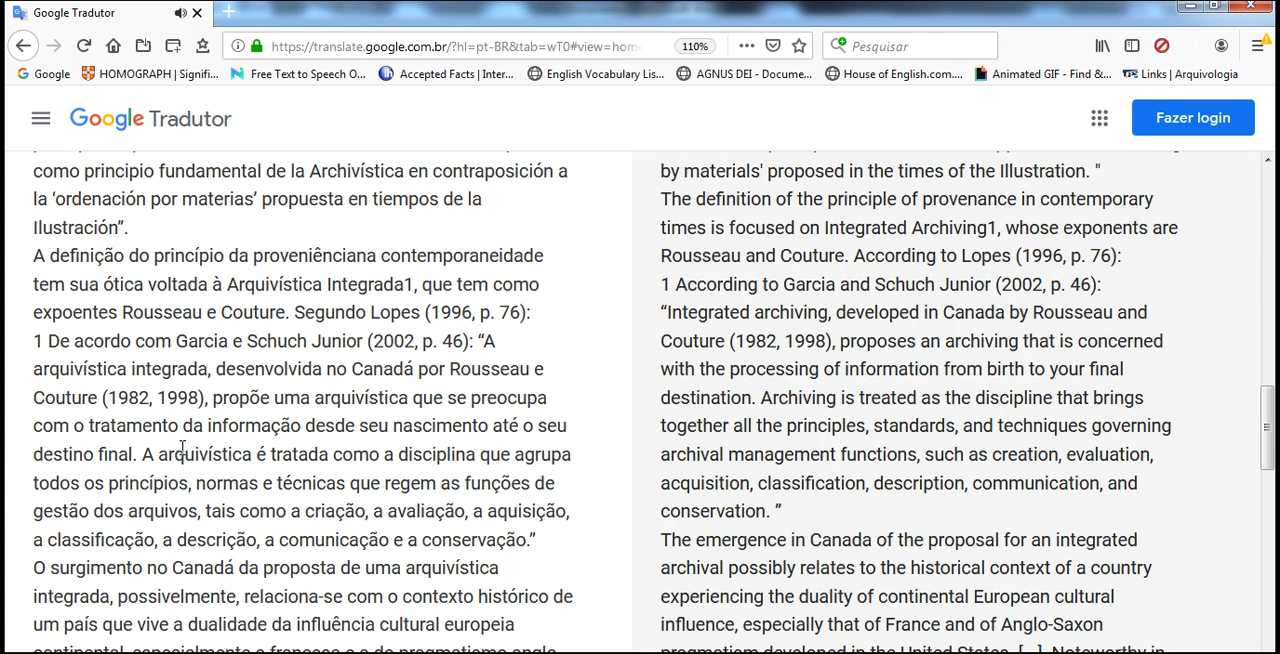 Google Tradutor
https://translate.google.com.br/?hl=pt-BR&tab=wT0#view=hom
110%
Pesquisar
Google
HOMOGRAPH | Signifi...
Free Text to Speech O...
Accepted Facts | Inter...
English Vocabulary Lis...
AGNUS DEI - Docume...
House of English.com....
Animated GIF - Find &...
Links | Arquivologia
Google Tradutor
Fazer login
como principio fundamental de la Archivística en contraposición a
la ‘ordenación por materias’ propuesta en tiempos de la
Ilustración”.
A definição do princípio da proveniênciana contemporaneidade
tem sua ótica voltada à Arquivística Integrada1, que tem como
expoentes Rousseau e Couture. Segundo Lopes (1996, p. 76):
1 De acordo com Garcia e Schuch Junior (2002, p. 46): “A
arquivística integrada, desenvolvida no Canadá por Rousseau e
Couture (1982, 1998), propõe uma arquivística que se preocupa
com o tratamento da informação desde seu nascimento até o seu
destino final. A arquivística é tratada como a disciplina que agrupa
todos os princípios, normas e técnicas que regem as funções de
gestão dos arquivos, tais como a criação, a avaliação, a aquisição,
a classificação, a descrição, a comunicação e a conservação.”
O surgimento no Canadá da proposta de uma arquivística
integrada, possivelmente, relaciona-se com o contexto histórico de
um país que vive a dualidade da influência cultural europeia
by materials' proposed in the times of the Illustration. "
The definition of the principle of provenance in contemporary
times is focused on Integrated Archiving1, whose exponents are
Rousseau and Couture. According to Lopes (1996, p. 76):
1 According to Garcia and Schuch Junior (2002, p. 46):
“Integrated archiving, developed in Canada by Rousseau and
Couture (1982, 1998), proposes an archiving that is concerned
with the processing of information from birth to your final
destination. Archiving is treated as the discipline that brings
together all the principles, standards, and techniques governing
archival management functions, such as creation, evaluation,
acquisition, classification, description, communication, and
conservation. ”
The emergence in Canada of the proposal for an integrated
archival possibly relates to the historical context of a country
experiencing the duality of continental European cultural
influence, especially that of France and of Anglo-Saxon
pragmatism developed in the United States. [...]. Noteworthy in